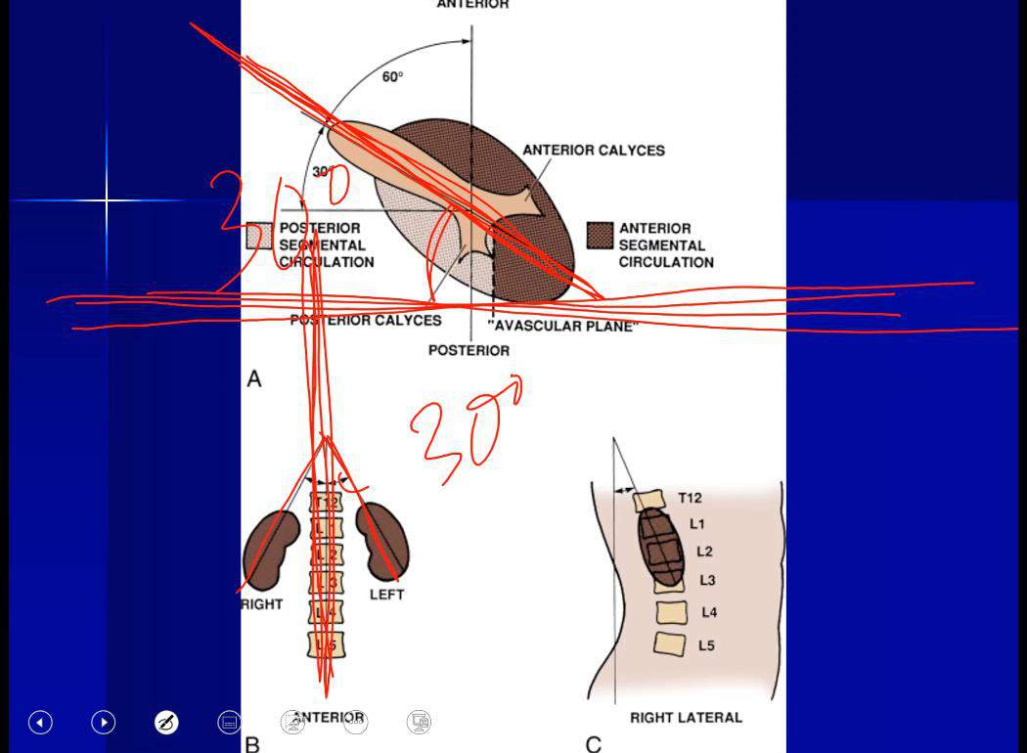 ANTERIOR
60°
ANTERIOR CALYCES
30°
30°
POSTERIOR
SEGMENTAL
CIRCULATION
ANTERIOR
SEGMENTAL
CIRCULATION
POSTERIOR CALYCES
"AVASCULAR PLANE"
POSTERIOR
A
30°
T12
L1
L2
L3
L4
L5
RIGHT
LEFT
ANTERIOR
B
T12
L1
L2
L3
L4
L5
RIGHT LATERAL
C